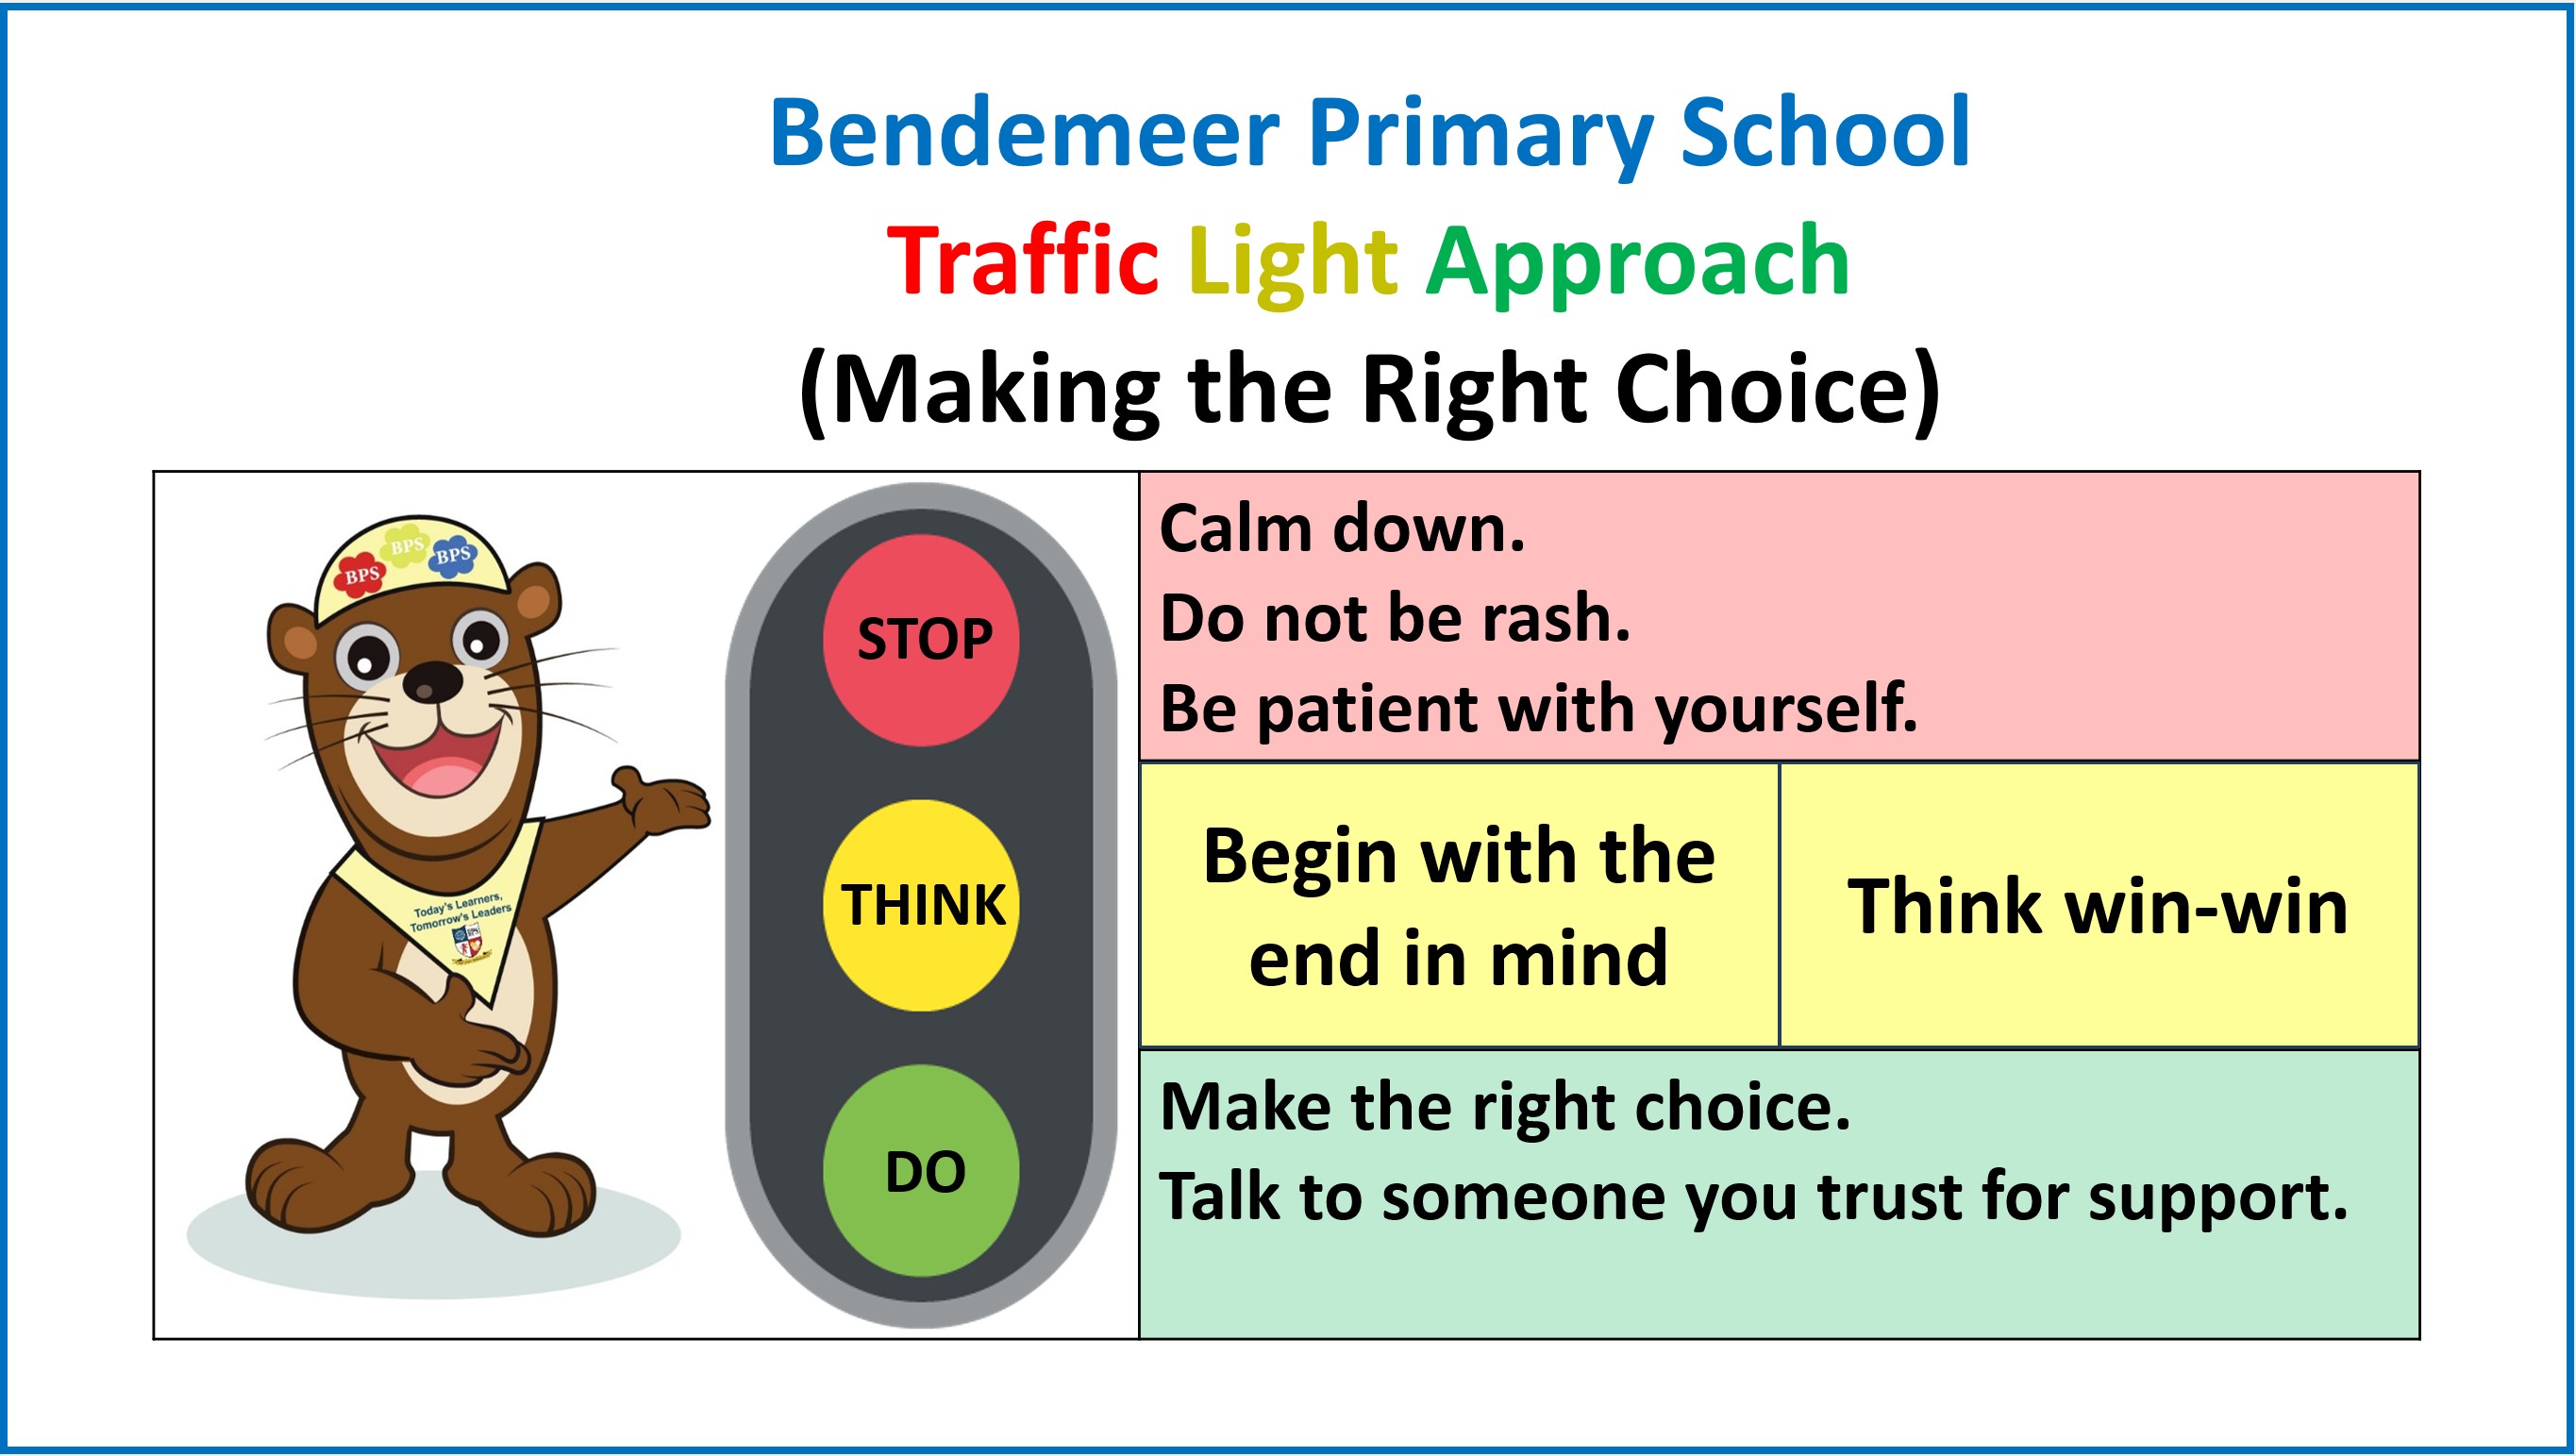 Bendemeer Primary School
Traffic Light Approach
(Making the Right Choice)
BPS
BPS
BPS
Today's Learners,
Tomorrow's Leaders
BPS
STOP
Calm down.
Do not be rash.
Be patient with yourself.
THINK
Begin with the
end in mind
Think win-win
DO
Make the right choice.
Talk to someone you trust for support.